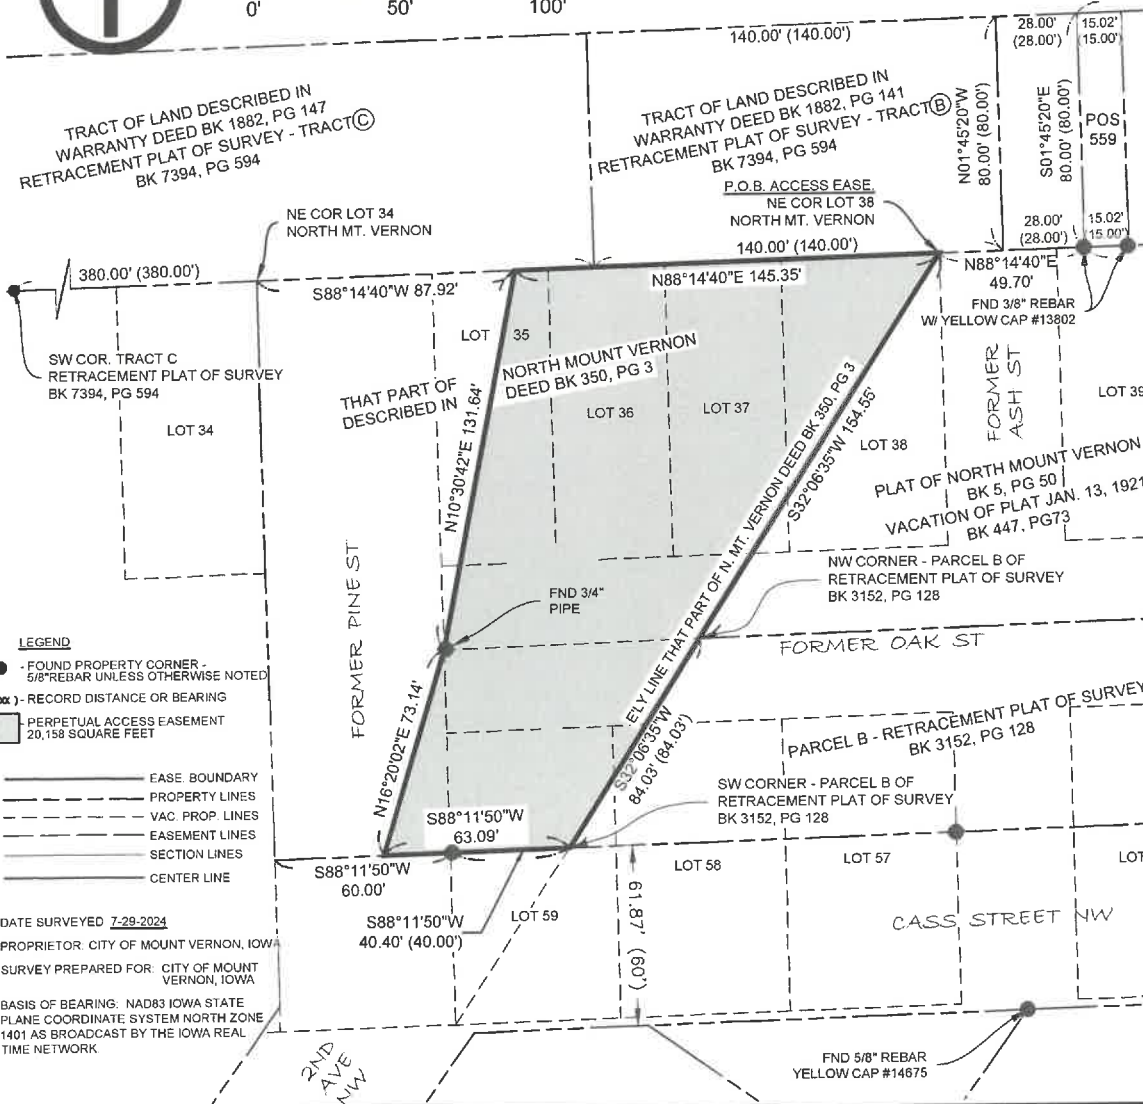 0' 50' 100'
140.00' (140.00')
28.00'
(28.00')
15.02'
(15.00')
TRACT OF LAND DESCRIBED IN
WARRANTY DEED BK 1882, PG 147
RETRACEMENT PLAT OF SURVEY - TRACT C
BK 7394, PG 594
TRACT OF LAND DESCRIBED IN
WARRANTY DEED BK 1882, PG 141
RETRACEMENT PLAT OF SURVEY - TRACT B
BK 7394, PG 594
N01°45'20"W
80.00' (80.00')
S01°45'20"E
80.00' (80.00')
POS
559
P.O.B. ACCESS EASE.
NE COR LOT 38
NORTH MT. VERNON
NE COR LOT 34
NORTH MT. VERNON
28.00'
(28.00')
15.02'
15.00'
380.00' (380.00')
S88°14'40"W 87.92'
140.00' (140.00')
N88°14'40"E 145.35'
N88°14'40"E
49.70'
FND 3/8" REBAR
W/ YELLOW CAP #13802
SW COR. TRACT C
RETRACEMENT PLAT OF SURVEY
BK 7394, PG 594
LOT 35
THAT PART OF NORTH MOUNT VERNON
DESCRIBED IN DEED BK 350, PG 3
LOT 34
LOT 36
LOT 37
LOT 38
LOT 39
FORMER
ASH ST
N10°30'42"E 131.64'
E'LY LINE THAT PART OF N. MT. VERNON DEED BK 350, PG 3
S32°06'35"W 154.55'
PLAT OF NORTH MOUNT VERNON
BK 5, PG 50
VACATION OF PLAT JAN. 13, 1921
BK 447, PG73
NW CORNER - PARCEL B OF
RETRACEMENT PLAT OF SURVEY
BK 3152, PG 128
FND 3/4"
PIPE
FORMER PINE ST
FORMER OAK ST
LEGEND
- FOUND PROPERTY CORNER -
5/8"REBAR UNLESS OTHERWISE NOTED
) - RECORD DISTANCE OR BEARING
- PERPETUAL ACCESS EASEMENT
20,158 SQUARE FEET
EASE. BOUNDARY
PROPERTY LINES
VAC. PROP. LINES
EASEMENT LINES
SECTION LINES
CENTER LINE
N16°20'02"E 73.14'
S32°06'35"W
84.03' (84.03')
PARCEL B - RETRACEMENT PLAT OF SURVEY
BK 3152, PG 128
SW CORNER - PARCEL B OF
RETRACEMENT PLAT OF SURVEY
BK 3152, PG 128
S88°11'50"W
63.09'
S88°11'50"W
60.00'
S88°11'50"W
40.40' (40.00')
LOT 59
LOT 58
LOT 57
LOT
61.87' (60')
CASS STREET NW
DATE SURVEYED 7-29-2024
PROPRIETOR: CITY OF MOUNT VERNON, IOWA
SURVEY PREPARED FOR: CITY OF MOUNT
VERNON, IOWA
BASIS OF BEARING: NAD83 IOWA STATE
PLANE COORDINATE SYSTEM NORTH ZONE
1401 AS BROADCAST BY THE IOWA REAL
TIME NETWORK
2ND
AVE
NW
FND 5/8" REBAR
YELLOW CAP #14675